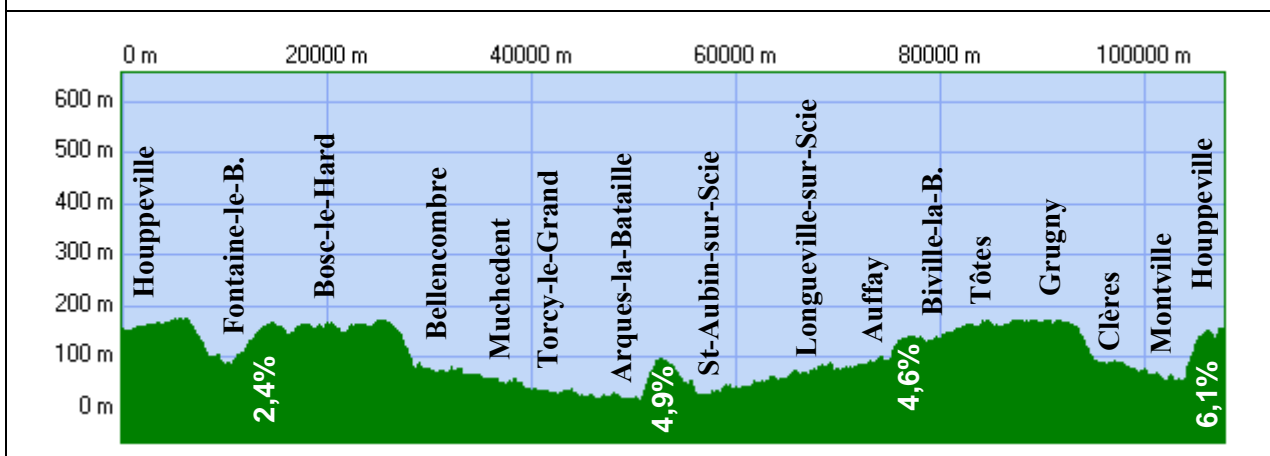 0 m 20000 m 40000 m 60000 m 80000 m 100000 m
600 m
500 m
400 m
300 m
200 m
100 m
0 m
Houppeville
Fontaine-le-B.
Bosc-le-Hard
Bellencombre
Muchedent
Torcy-le-Grand
Arques-la-Bataille
St-Aubin-sur-Scie
Longueville-sur-Scie
Auffay
Biville-la-B.
Tôtes
Grugny
Clères
Montville
Houppeville
2,4%
4,9%
4,6%
6,1%